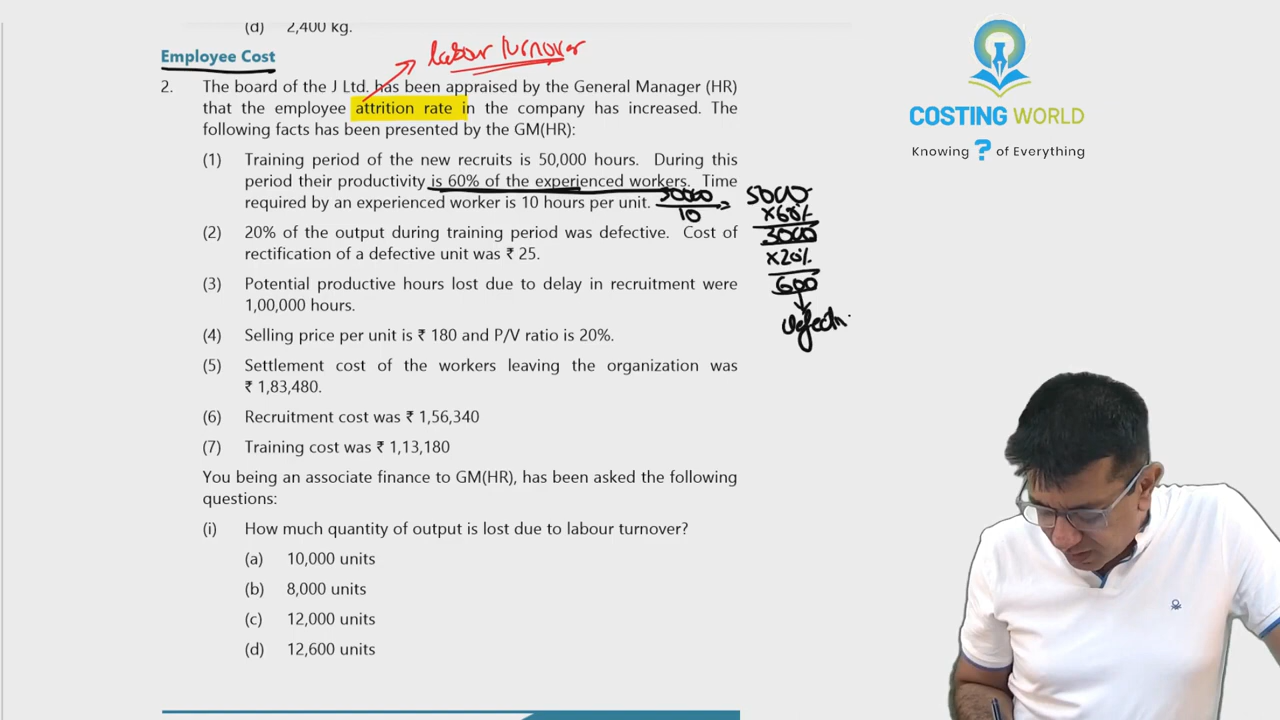 (d) 2,400 kg.
Employee Cost
labour turnover
2. The board of the J Ltd. has been appraised by the General Manager (HR)
that the employee attrition rate in the company has increased. The
following facts has been presented by the GM(HR):
(1) Training period of the new recruits is 50,000 hours. During this
period their productivity is 60% of the experienced workers. Time
required by an experienced worker is 10 hours per unit.
50000
10
5000
x60%
3000
x20%
600
(2) 20% of the output during training period was defective. Cost of
rectification of a defective unit was ₹ 25.
(3) Potential productive hours lost due to delay in recruitment were
1,00,000 hours.
(4) Selling price per unit is ₹ 180 and P/V ratio is 20%.
(5) Settlement cost of the workers leaving the organization was
₹ 1,83,480.
(6) Recruitment cost was ₹ 1,56,340
(7) Training cost was ₹ 1,13,180
You being an associate finance to GM(HR), has been asked the following
questions:
(i) How much quantity of output is lost due to labour turnover?
(a) 10,000 units
(b) 8,000 units
(c) 12,000 units
(d) 12,600 units
COSTING WORLD
Knowing ? of Everything